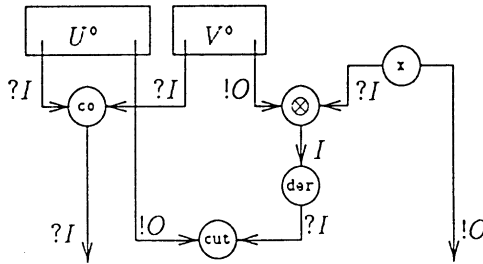 U° V°
x
?I co ?I !O ⊗ ?I
I
der
?I !O cut ?I !O